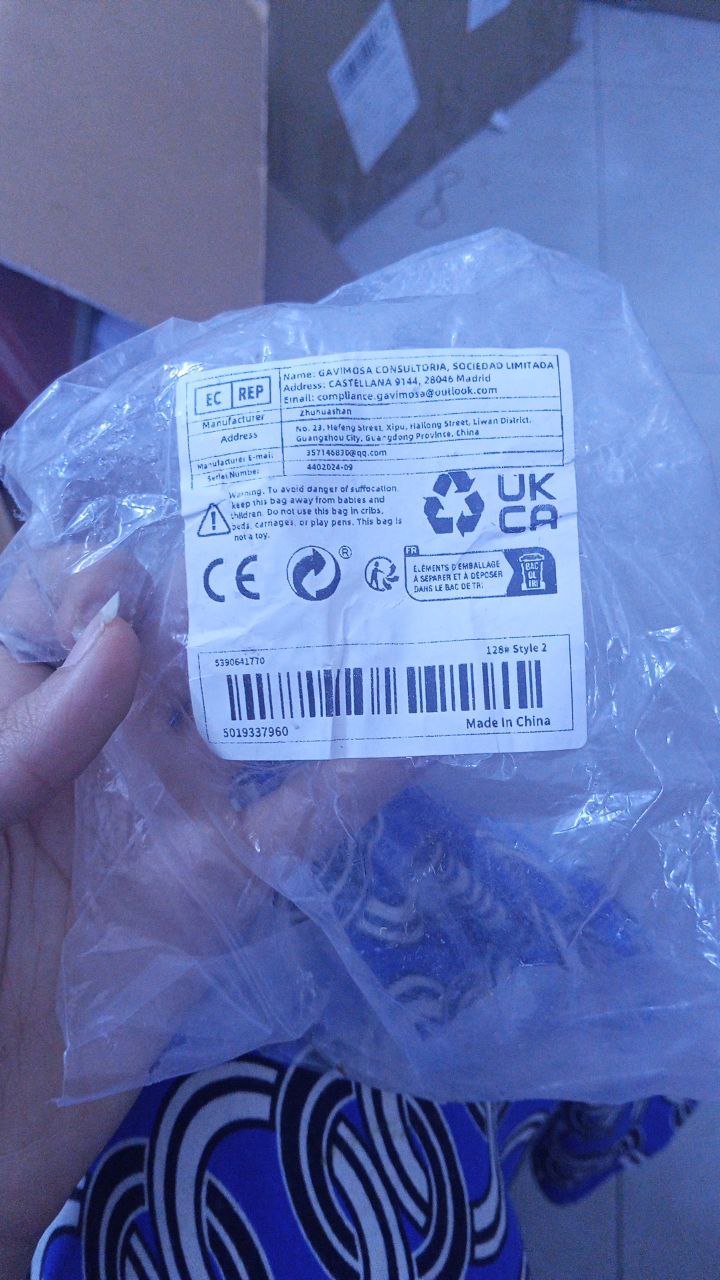 EC REP
Name: GAVIMOSA CONSULTORIA, SOCIEDAD LIMITADA
Address: CASTELLANA 9144, 28046 Madrid
Email: compliance.gavimosa@outlook.com
Manufacturer Zhuhuashan
Address No. 23, Hefeng Street, Xipu, Hailong Street, Liwan District,
Guangzhou City, Guangdong Province, China
Manufacturer E-mail 357146830@qq.com
Serial Number 4402024-09
Warning: To avoid danger of suffocation,
keep this bag away from babies and
children. Do not use this bag in cribs,
beds, carriages, or play pens. This bag is
not a toy.
UK
CA
CE
®
FR
ÉLÉMENTS D'EMBALLAGE
À SÉPARER ET À DÉPOSER
DANS LE BAC DE TRI
BAC
DE
TRI
5390641770
128# Style 2
5019337960
Made In China